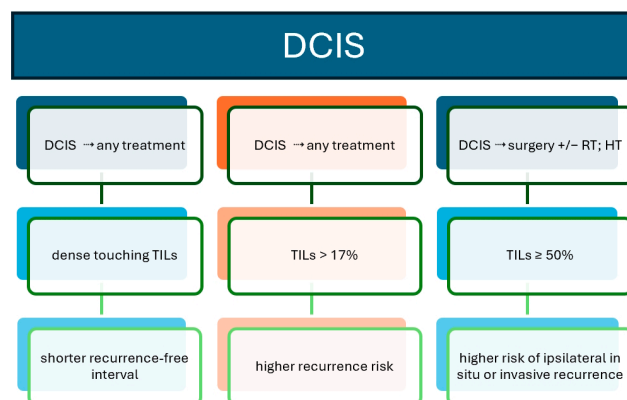 DCIS
DCIS ⇢ any treatment
DCIS ⇢ any treatment
DCIS ⇢ surgery +/− RT; HT
dense touching TILs
TILs > 17%
TILs ≥ 50%
shorter recurrence-free
interval
higher recurrence risk
higher risk of ipsilateral in
situ or invasive recurrence